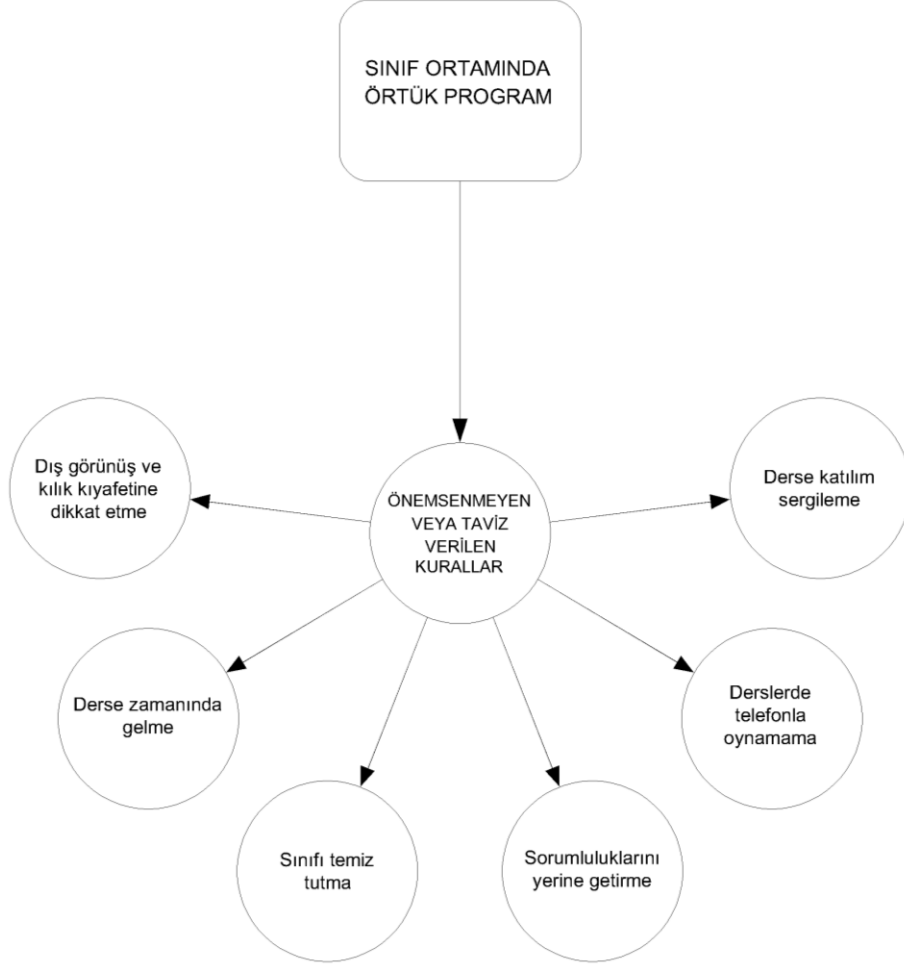 SINIF ORTAMINDA
ÖRTÜK PROGRAM
ÖNEMSENMEYEN
VEYA TAVİZ
VERİLEN
KURALLAR
Dış görünüş ve
kılık kıyafetine
dikkat etme
Derse katılım
sergileme
Derse zamanında
gelme
Derslerde
telefonla
oynamama
Sınıfı temiz
tutma
Sorumluluklarını
yerine getirme